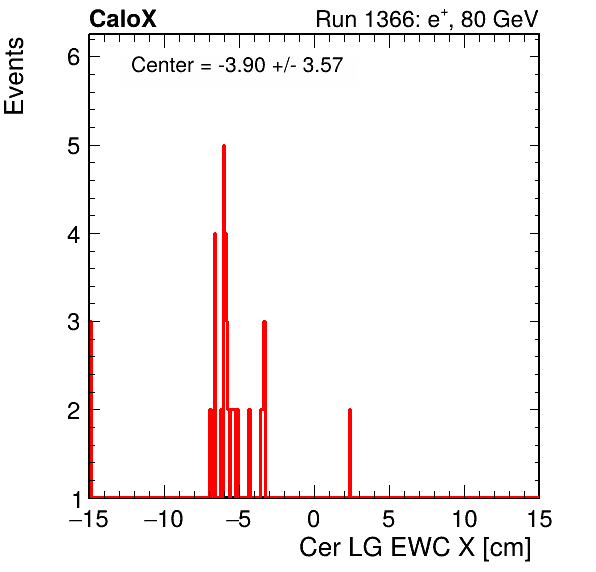 CaloX Run 1366: e⁺, 80 GeV
Center = -3.90 +/- 3.57
Events
6
5
4
3
2
1
−15 −10 −5 0 5 10 15
Cer LG EWC X [cm]